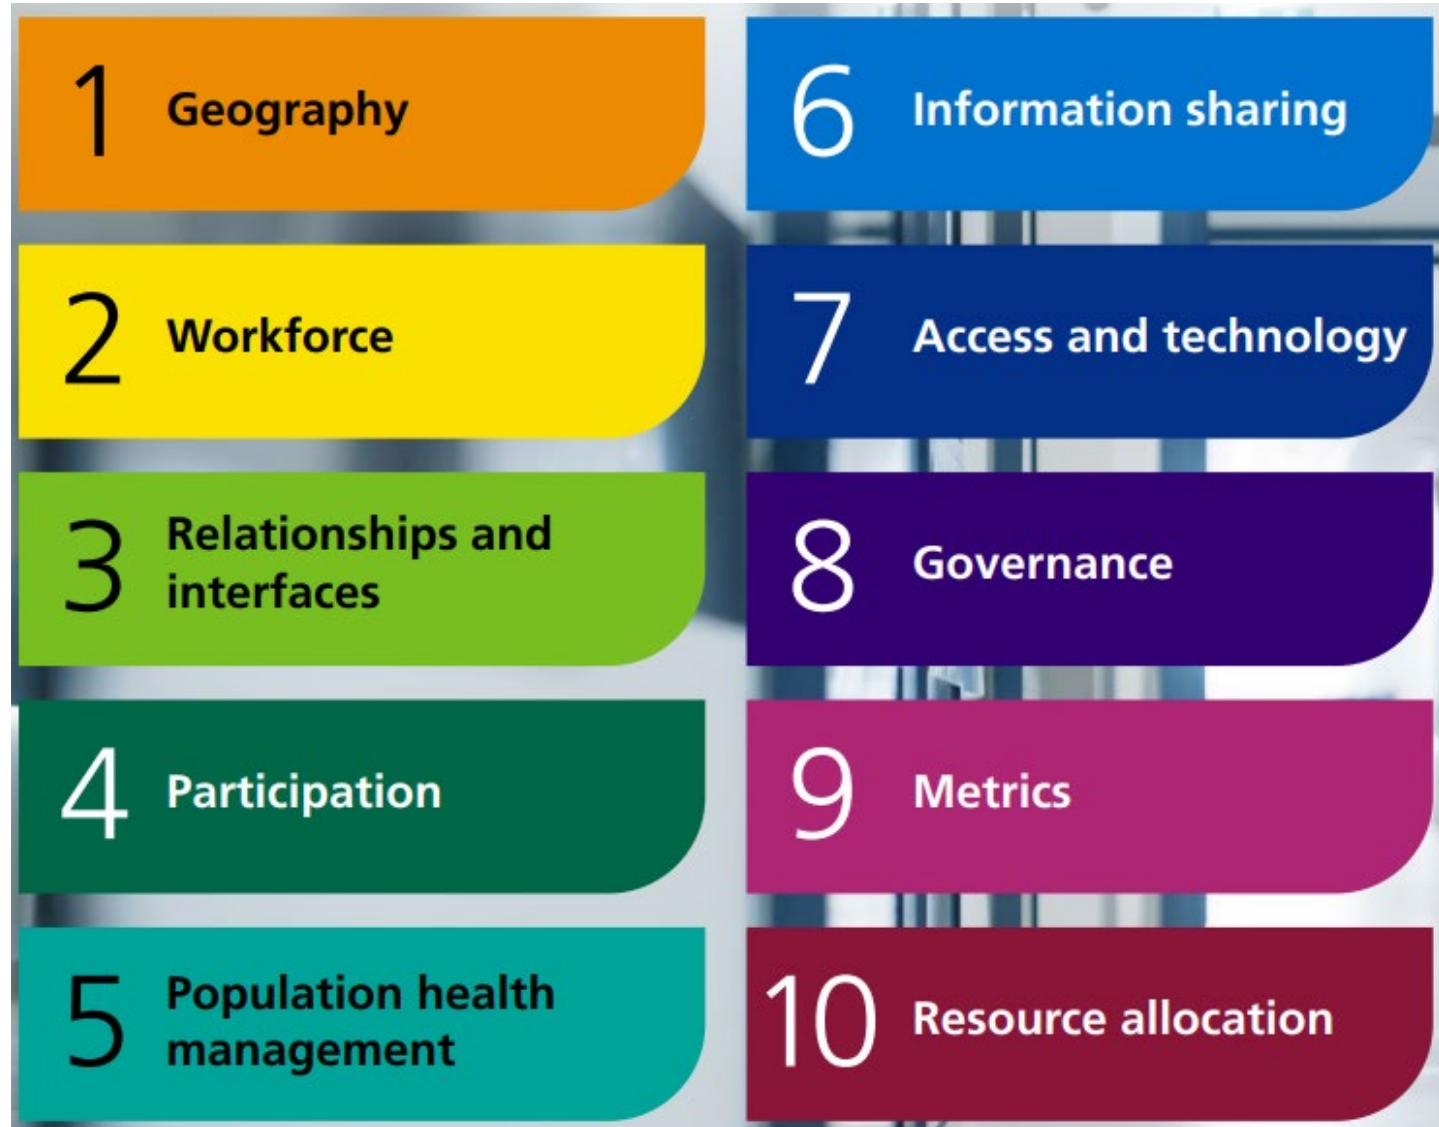 1 Geography
2 Workforce
3 Relationships and
interfaces
4 Participation
5 Population health
management
6 Information sharing
7 Access and technology
8 Governance
9 Metrics
10 Resource allocation